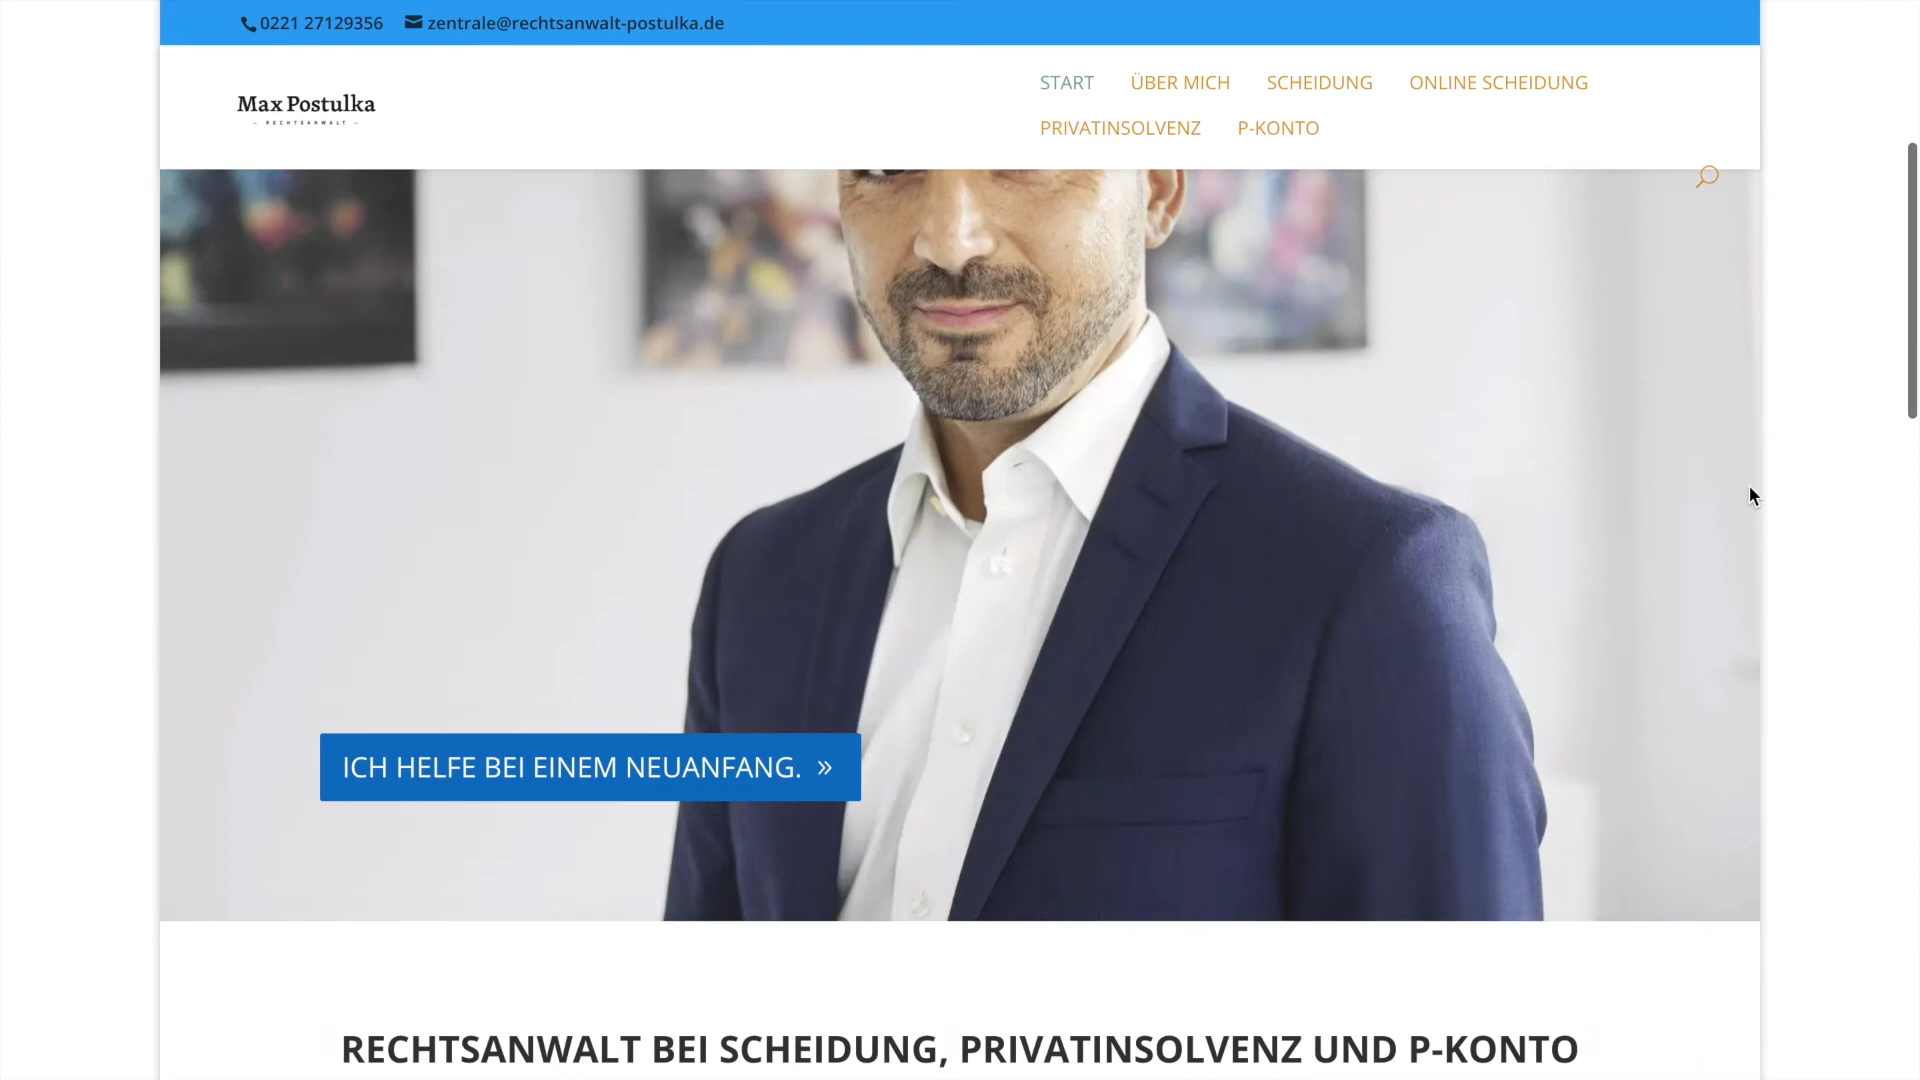 0221 27129356 zentrale@rechtsanwalt-postulka.de
Max Postulka
– RECHTSANWALT –
START ÜBER MICH SCHEIDUNG ONLINE SCHEIDUNG
PRIVATINSOLVENZ P-KONTO
ICH HELFE BEI EINEM NEUANFANG. »
RECHTSANWALT BEI SCHEIDUNG, PRIVATINSOLVENZ UND P-KONTO